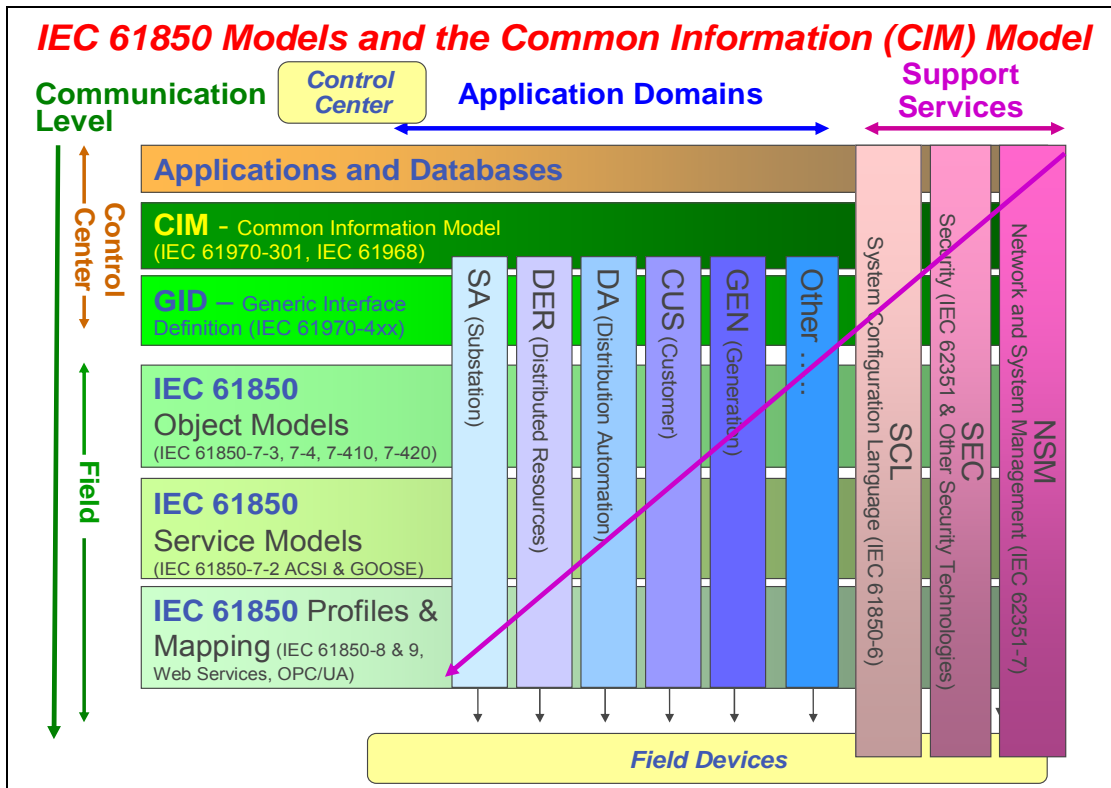 IEC 61850 Models and the Common Information (CIM) Model
Communication
Level
Control
Center
Application Domains
Support
Services
Control
Center
Field
Applications and Databases
CIM - Common Information Model
(IEC 61970-301, IEC 61968)
GID – Generic Interface
Definition (IEC 61970-4xx)
IEC 61850
Object Models
(IEC 61850-7-3, 7-4, 7-410, 7-420)
IEC 61850
Service Models
(IEC 61850-7-2 ACSI & GOOSE)
IEC 61850 Profiles &
Mapping (IEC 61850-8 & 9,
Web Services, OPC/UA)
SA (Substation)
DER (Distributed Resources)
DA (Distribution Automation)
CUS (Customer)
GEN (Generation)
Other ……
SCL
System Configuration Language (IEC 61850-6)
SEC
Security (IEC 62351 & Other Security Technologies)
NSM
Network and System Management (IEC 62351-7)
Field Devices